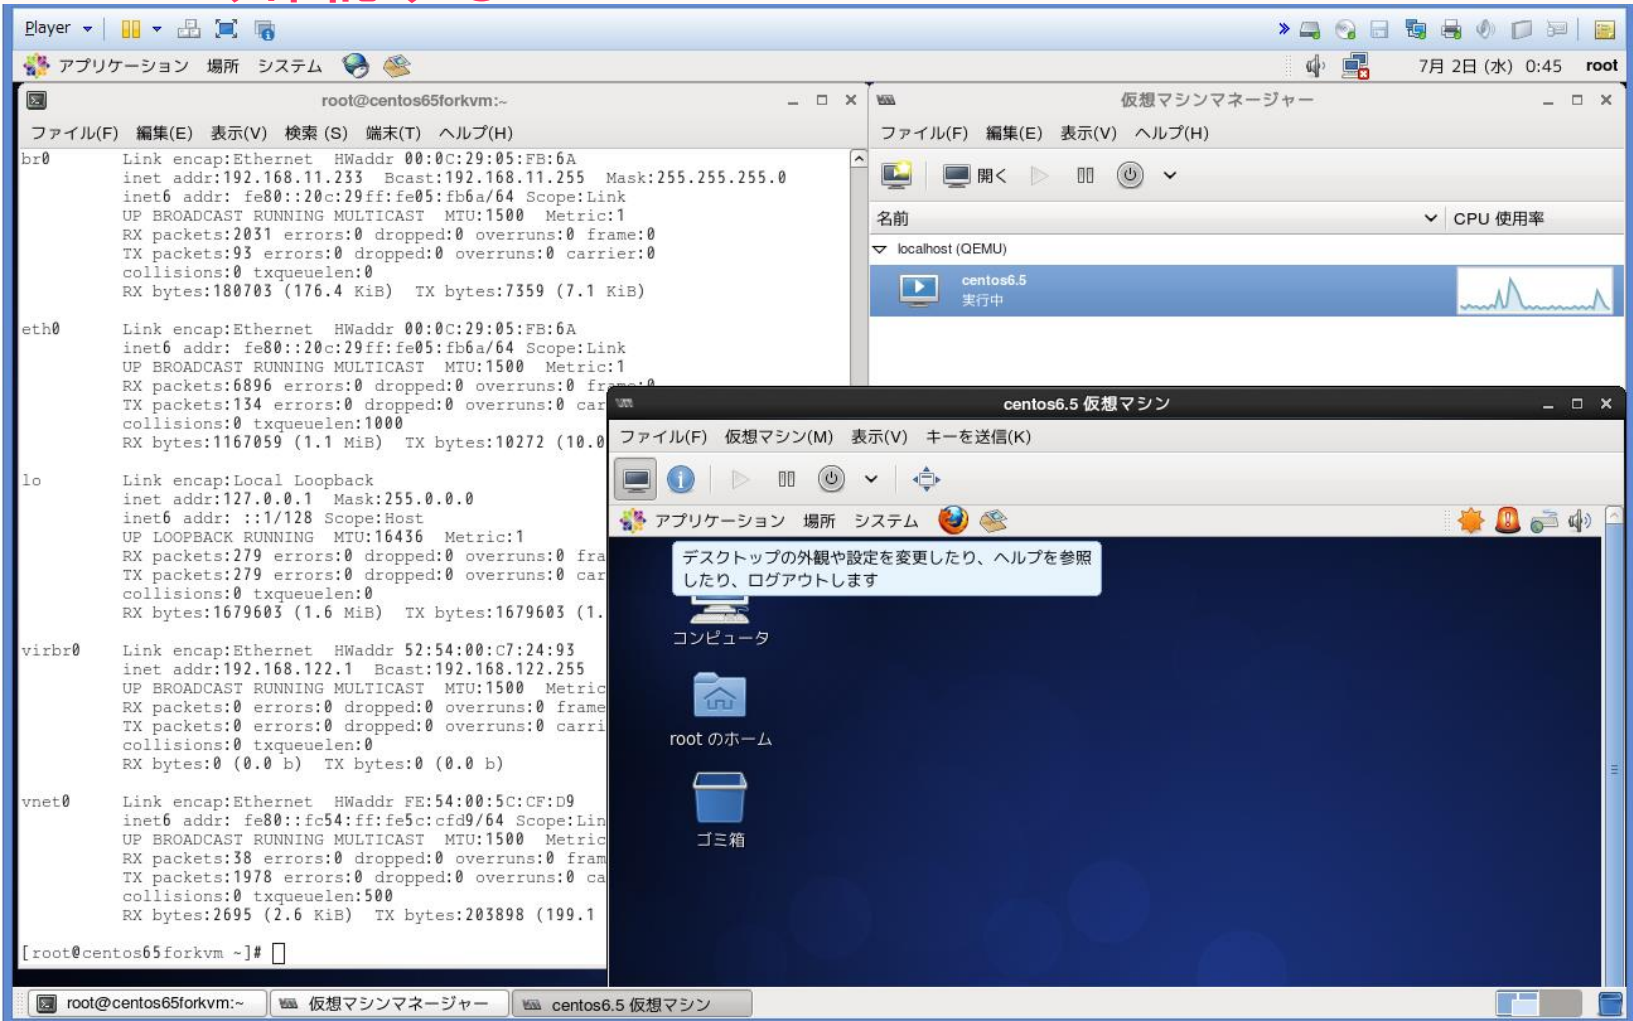 Player
アプリケーション 場所 システム
7月 2日 (水) 0:45 root
root@centos65forkvm:~
ファイル(F) 編集(E) 表示(V) 検索 (S) 端末(T) ヘルプ(H)
br0 Link encap:Ethernet HWaddr 00:0C:29:05:FB:6A
inet addr:192.168.11.233 Bcast:192.168.11.255 Mask:255.255.255.0
inet6 addr: fe80::20c:29ff:fe05:fb6a/64 Scope:Link
UP BROADCAST RUNNING MULTICAST MTU:1500 Metric:1
RX packets:2031 errors:0 dropped:0 overruns:0 frame:0
TX packets:93 errors:0 dropped:0 overruns:0 carrier:0
collisions:0 txqueuelen:0
RX bytes:180703 (176.4 KiB) TX bytes:7359 (7.1 KiB)
eth0 Link encap:Ethernet HWaddr 00:0C:29:05:FB:6A
inet6 addr: fe80::20c:29ff:fe05:fb6a/64 Scope:Link
UP BROADCAST RUNNING MULTICAST MTU:1500 Metric:1
RX packets:6896 errors:0 dropped:0 overruns:0 frame:0
TX packets:134 errors:0 dropped:0 overruns:0 car
collisions:0 txqueuelen:1000
RX bytes:1167059 (1.1 MiB) TX bytes:10272 (10.0
lo Link encap:Local Loopback
inet addr:127.0.0.1 Mask:255.0.0.0
inet6 addr: ::1/128 Scope:Host
UP LOOPBACK RUNNING MTU:16436 Metric:1
RX packets:279 errors:0 dropped:0 overruns:0 fra
TX packets:279 errors:0 dropped:0 overruns:0 car
collisions:0 txqueuelen:0
RX bytes:1679603 (1.6 MiB) TX bytes:1679603 (1.
virbr0 Link encap:Ethernet HWaddr 52:54:00:C7:24:93
inet addr:192.168.122.1 Bcast:192.168.122.255
UP BROADCAST RUNNING MULTICAST MTU:1500 Metric
RX packets:0 errors:0 dropped:0 overruns:0 frame
TX packets:0 errors:0 dropped:0 overruns:0 carri
collisions:0 txqueuelen:0
RX bytes:0 (0.0 b) TX bytes:0 (0.0 b)
vnet0 Link encap:Ethernet HWaddr FE:54:00:5C:CF:D9
inet6 addr: fe80::fc54:ff:fe5c:cfd9/64 Scope:Lin
UP BROADCAST RUNNING MULTICAST MTU:1500 Metric
RX packets:38 errors:0 dropped:0 overruns:0 fram
TX packets:1978 errors:0 dropped:0 overruns:0 ca
collisions:0 txqueuelen:500
RX bytes:2695 (2.6 KiB) TX bytes:203898 (199.1
[root@centos65forkvm ~]#
仮想マシンマネージャー
ファイル(F) 編集(E) 表示(V) ヘルプ(H)
開く
名前 CPU 使用率
localhost (QEMU)
centos6.5
実行中
centos6.5 仮想マシン
ファイル(F) 仮想マシン(M) 表示(V) キーを送信(K)
アプリケーション 場所 システム
デスクトップの外観や設定を変更したり、ヘルプを参照
したり、ログアウトします
コンピュータ
root のホーム
ゴミ箱
root@centos65forkvm:~ 仮想マシンマネージャー centos6.5 仮想マシン